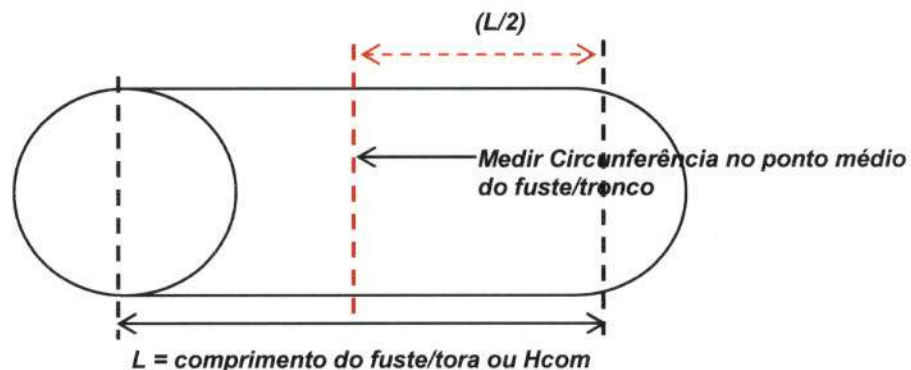 (L/2)
Medir Circunferência no ponto médio
do fuste/tronco
L = comprimento do fuste/tora ou Hcom